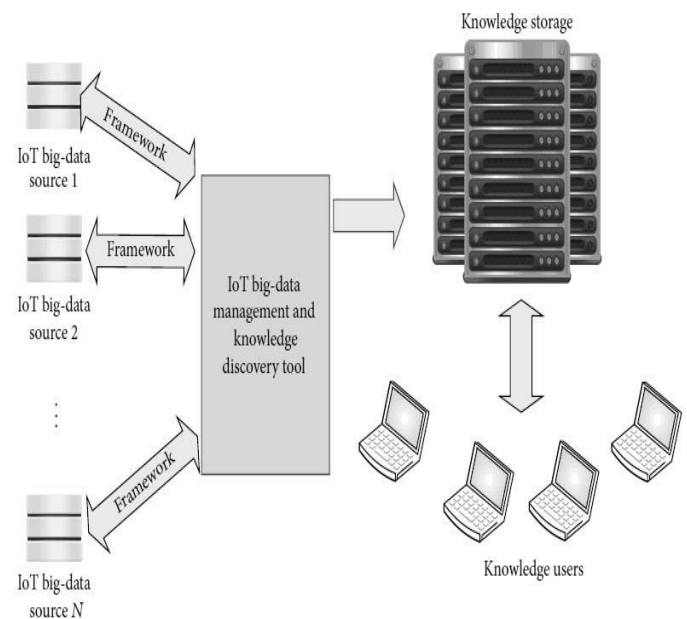 Knowledge storage
Framework
IoT big-data
source 1
Framework
IoT big-data
source 2
IoT big-data
management and
knowledge
discovery tool
⋮
Framework
IoT big-data
source N
Knowledge users